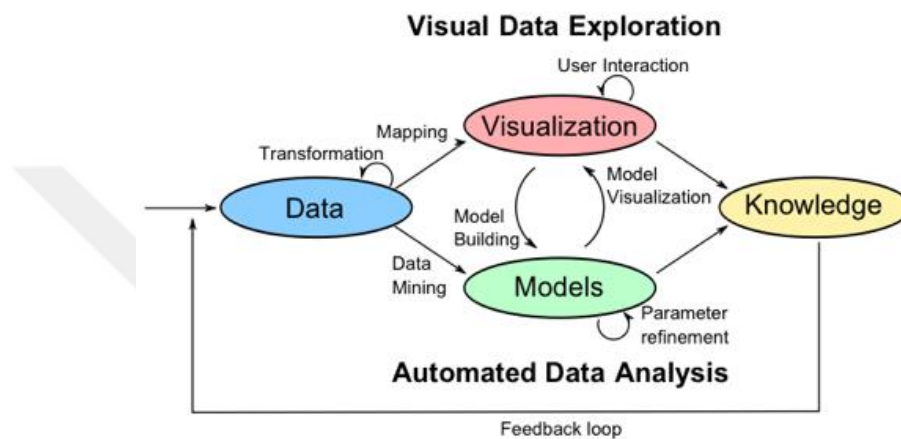 Visual Data Exploration
User Interaction
Visualization
Mapping
Transformation
Data
Model
Visualization
Knowledge
Model
Building
Data
Mining
Models
Parameter
refinement
Automated Data Analysis
Feedback loop